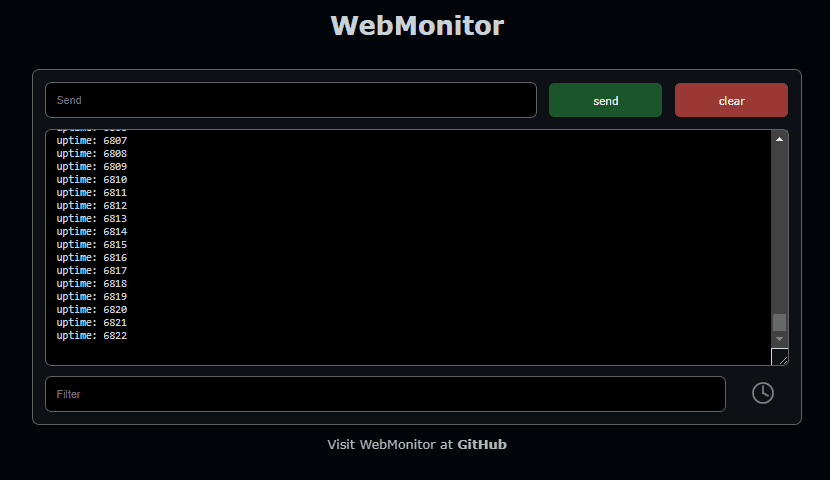 WebMonitor
Send
send
clear
uptime: 6807
uptime: 6808
uptime: 6809
uptime: 6810
uptime: 6811
uptime: 6812
uptime: 6813
uptime: 6814
uptime: 6815
uptime: 6816
uptime: 6817
uptime: 6818
uptime: 6819
uptime: 6820
uptime: 6821
uptime: 6822
Filter
Visit WebMonitor at GitHub